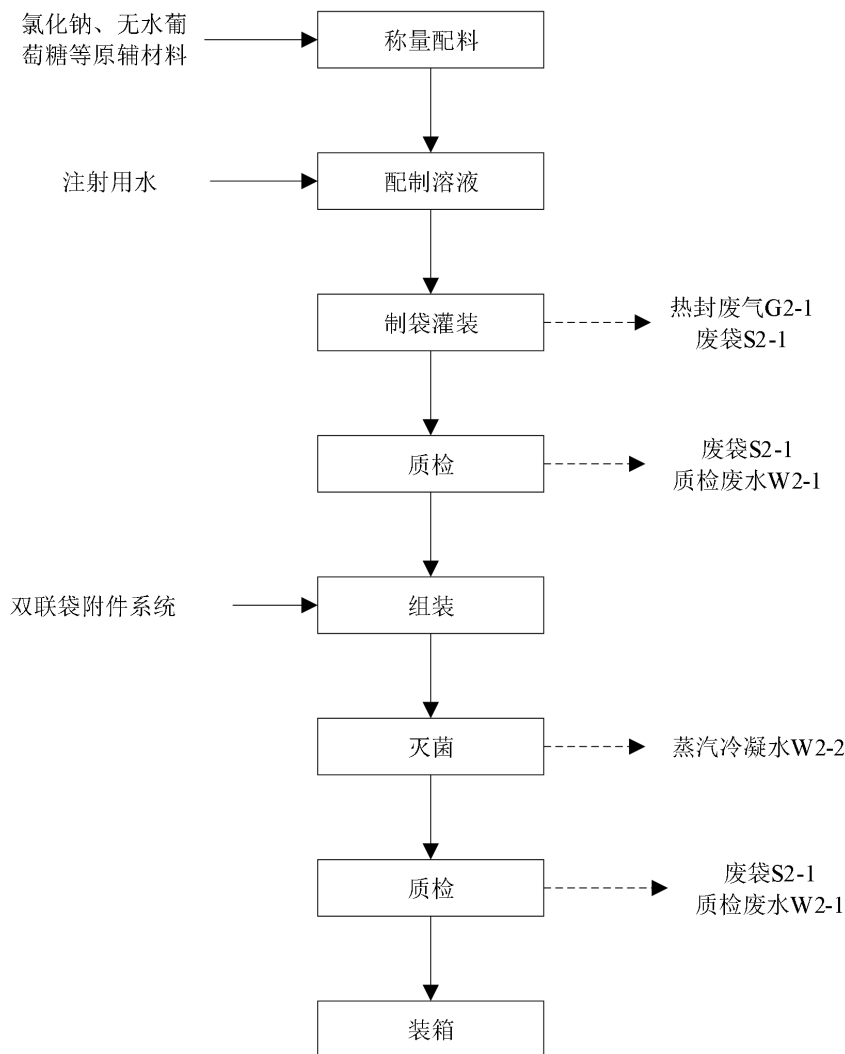 氯化钠、无水葡
萄糖等原辅材料
称量配料
注射用水
配制溶液
制袋灌装
热封废气G2-1
废袋S2-1
质检
废袋S2-1
质检废水W2-1
双联袋附件系统
组装
灭菌
蒸汽冷凝水W2-2
质检
废袋S2-1
质检废水W2-1
装箱